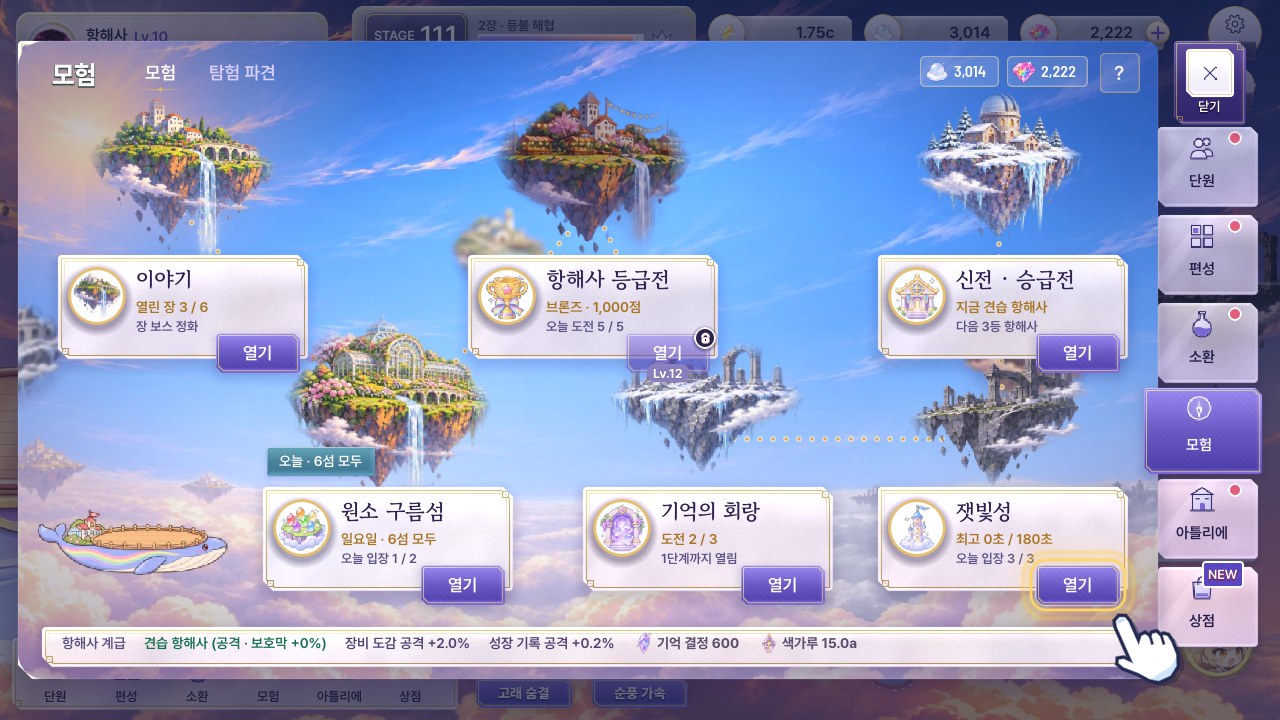 항해사 Lv.10
STAGE 111
2장 · 등불 해협
1.75c
3,014
2,222
모험
모험
탐험 파견
3,014
2,222
?
닫기
단원
편성
소환
모험
아틀리에
NEW
상점
이야기
열린 장 3 / 6
장 보스 정화
열기
항해사 등급전
브론즈 · 1,000점
오늘 도전 5 / 5
열기
Lv.12
신전 · 승급전
지금 견습 항해사
다음 3등 항해사
열기
오늘 · 6섬 모두
원소 구름섬
일요일 · 6섬 모두
오늘 입장 1 / 2
열기
기억의 회랑
도전 2 / 3
1단계까지 열림
열기
잿빛성
최고 0초 / 180초
오늘 입장 3 / 3
열기
항해사 계급 견습 항해사 (공격 · 보호막 +0%) 장비 도감 공격 +2.0% 성장 기록 공격 +0.2% 기억 결정 600 색가루 15.0a
단원
편성
소환
모험
아틀리에
상점
고래 숨결
순풍 가속